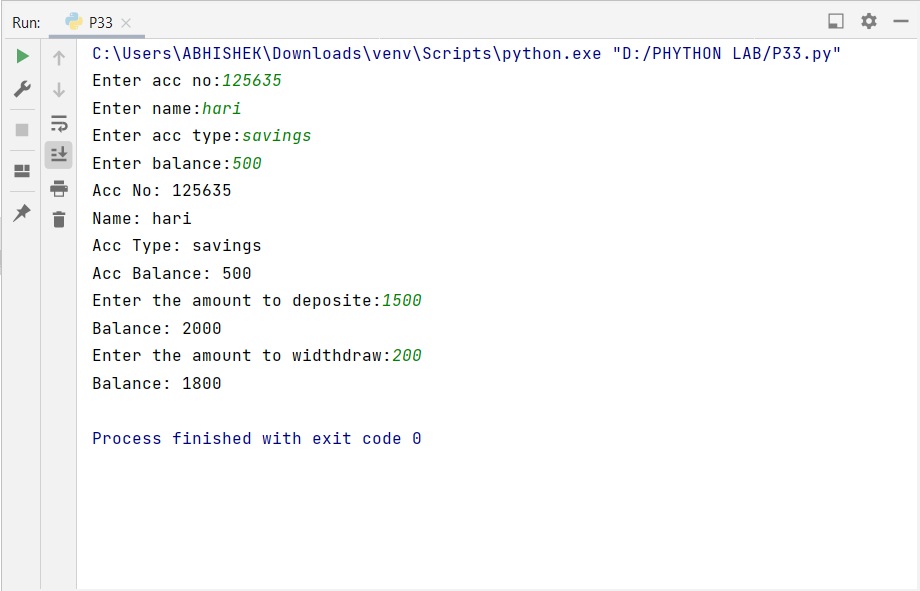 Run: P33
C:\Users\ABHISHEK\Downloads\venv\Scripts\python.exe "D:/PHYTHON LAB/P33.py"
Enter acc no:125635
Enter name:hari
Enter acc type:savings
Enter balance:500
Acc No: 125635
Name: hari
Acc Type: savings
Acc Balance: 500
Enter the amount to deposite:1500
Balance: 2000
Enter the amount to widthdraw:200
Balance: 1800
Process finished with exit code 0